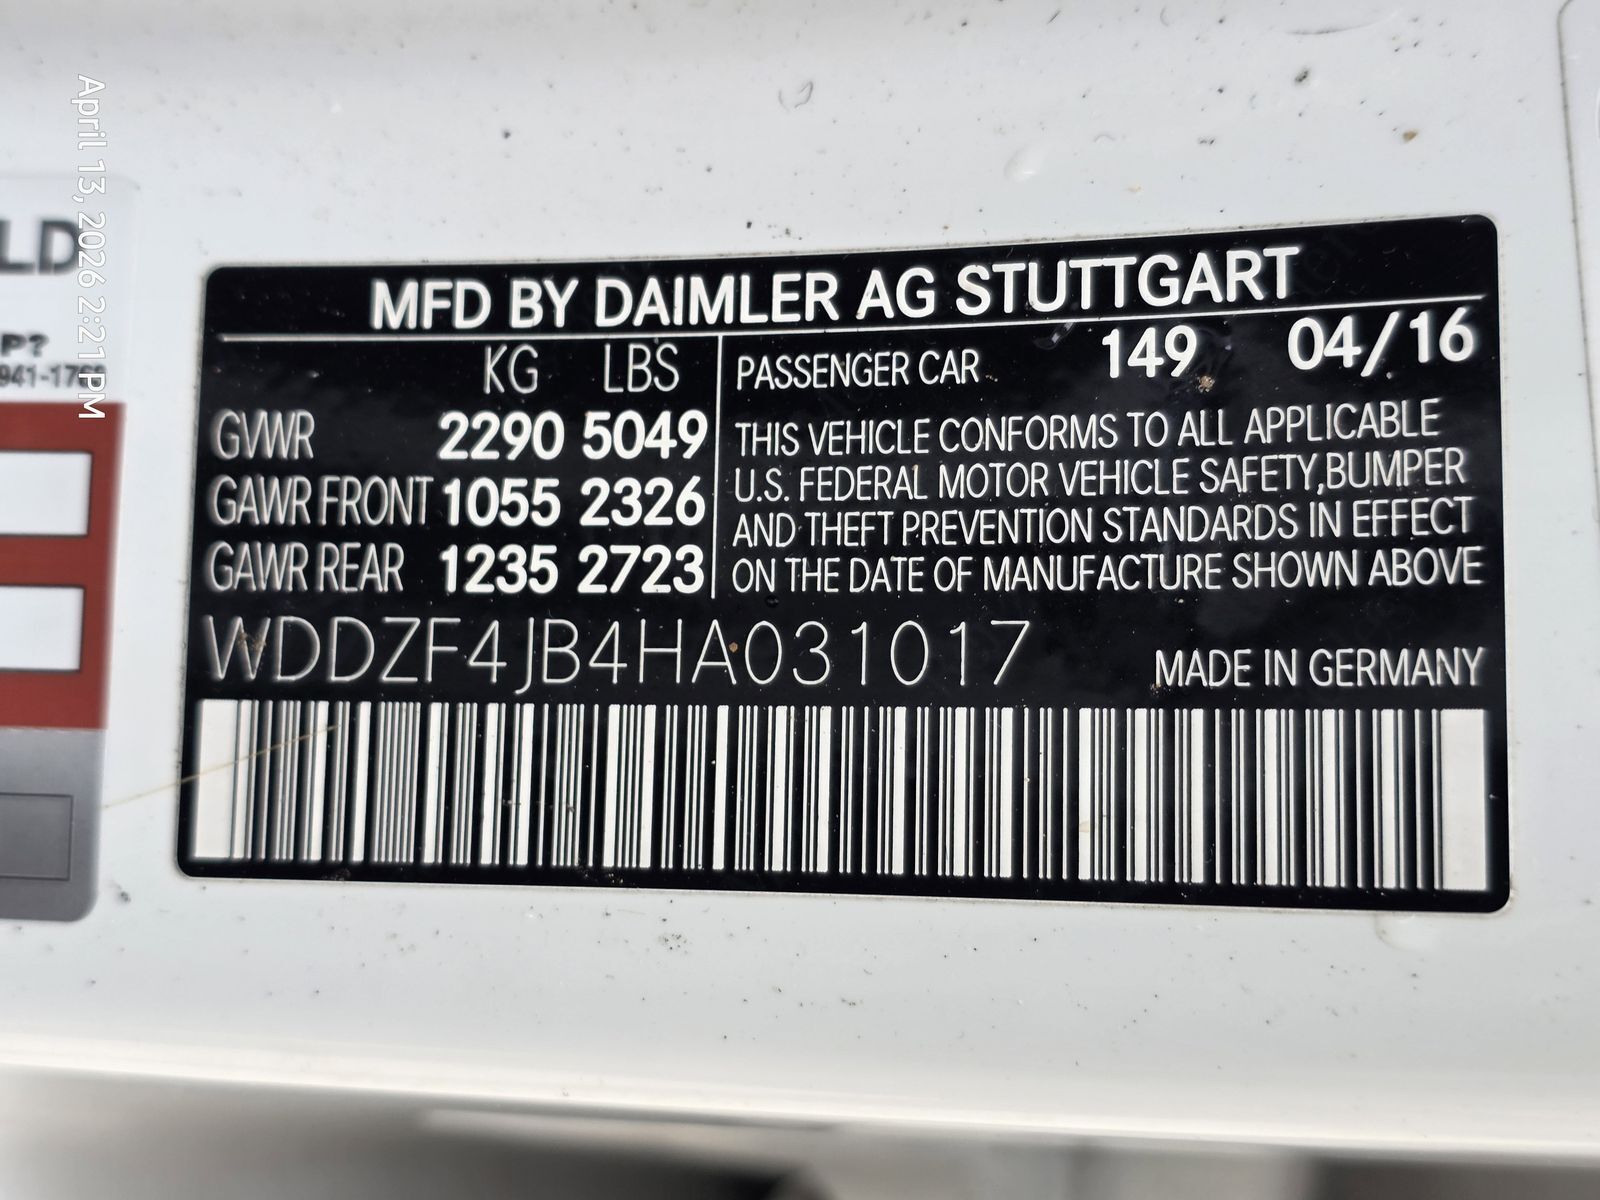 MFD BY DAIMLER AG STUTTGART
KG LBS
GVWR 2290 5049
GAWR FRONT 1055 2326
GAWR REAR 1235 2723
PASSENGER CAR 149 04/16
THIS VEHICLE CONFORMS TO ALL APPLICABLE
U.S. FEDERAL MOTOR VEHICLE SAFETY,BUMPER
AND THEFT PREVENTION STANDARDS IN EFFECT
ON THE DATE OF MANUFACTURE SHOWN ABOVE
WDDZF4JB4HA031017
MADE IN GERMANY
April 13, 2026 2:21 PM
LD
P?